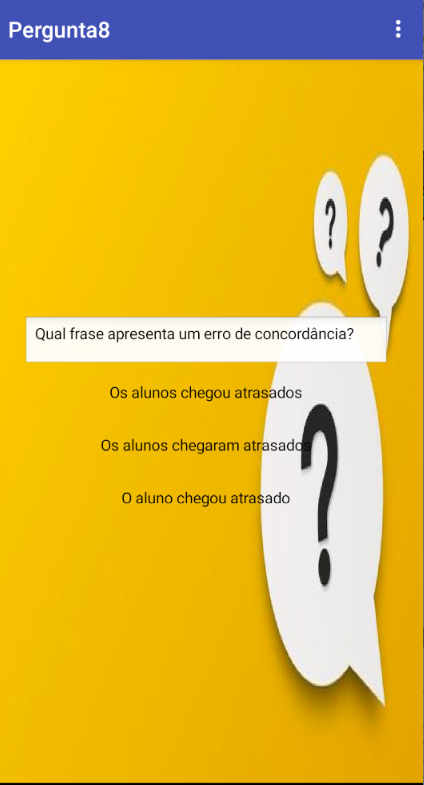 Pergunta8
Qual frase apresenta um erro de concordância?
Os alunos chegou atrasados
Os alunos chegaram atrasados
O aluno chegou atrasado
?
?
?